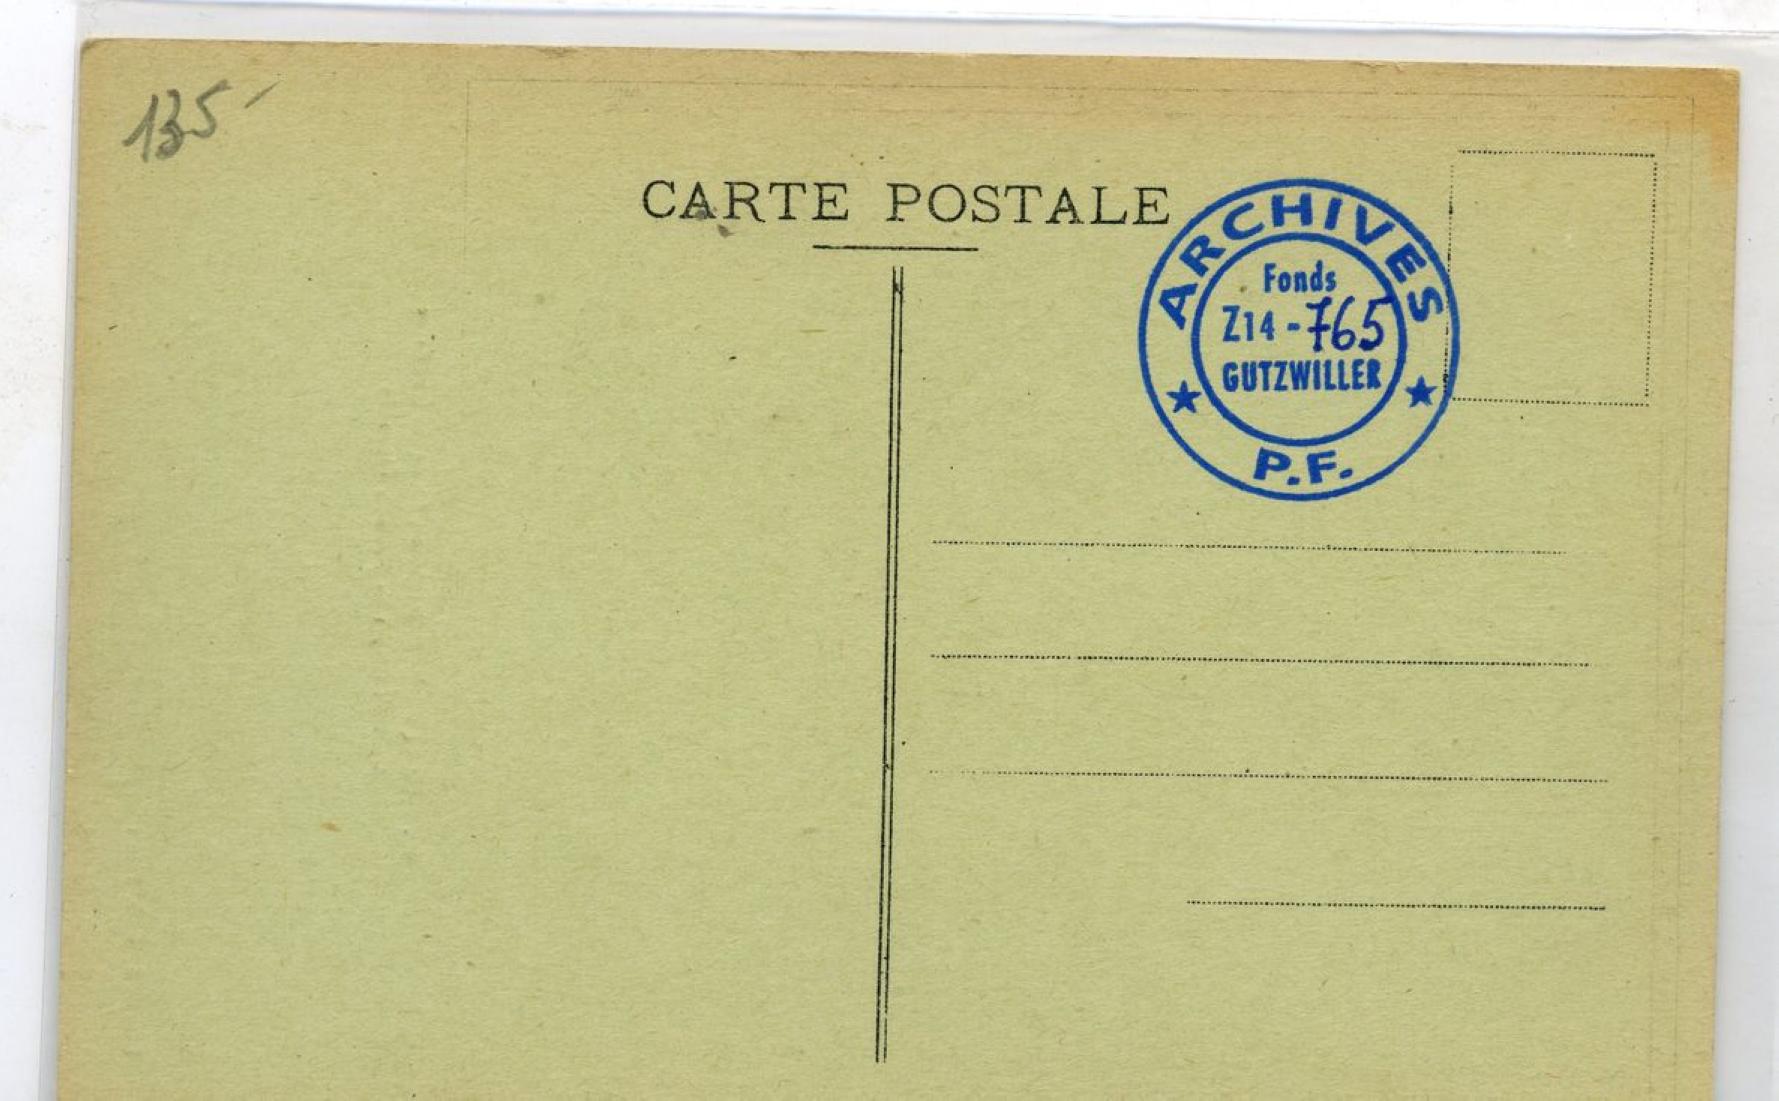 135-
CARTE POSTALE
ARCHIVES
Fonds
Z14 - 765
GUTZWILLER
P.F.